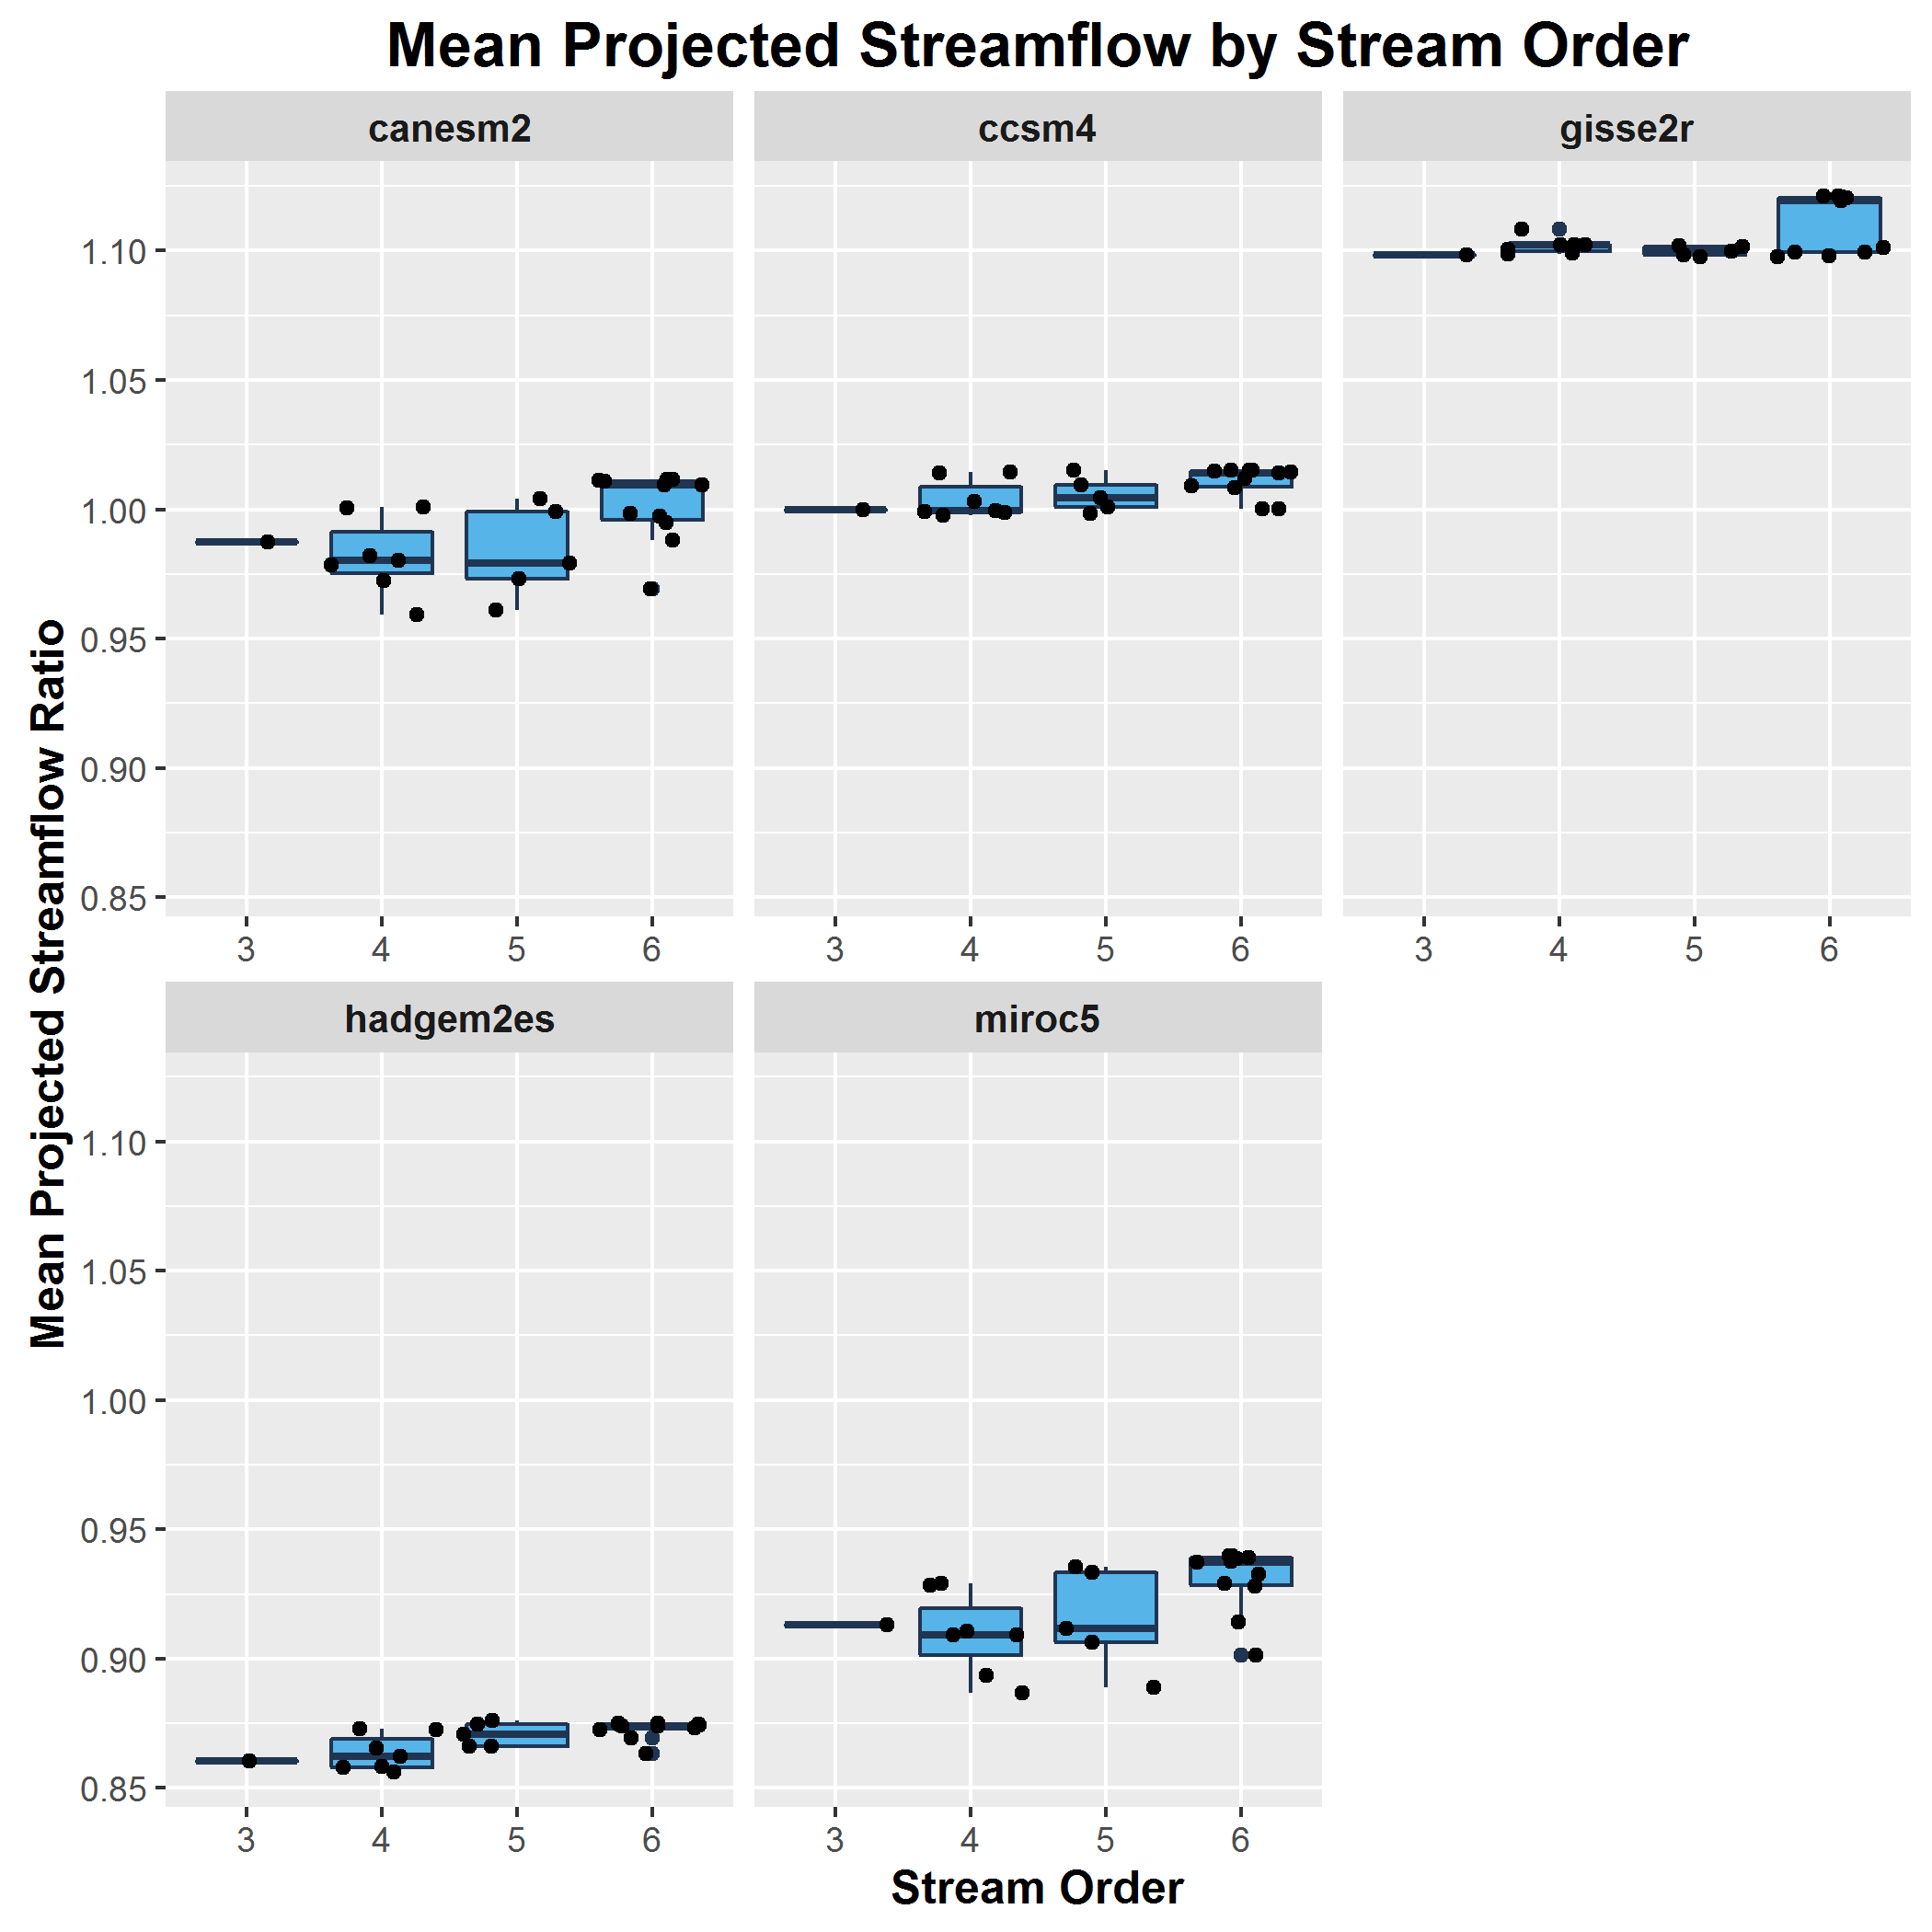 Mean Projected Streamflow by Stream Order
canesm2
ccsm4
gisse2r
1.10
1.05
1.00
0.95
0.90
0.85
3 4 5 6
3 4 5 6
3 4 5 6
Mean Projected Streamflow Ratio
hadgem2es
miroc5
1.10
1.05
1.00
0.95
0.90
0.85
3 4 5 6
3 4 5 6
Stream Order